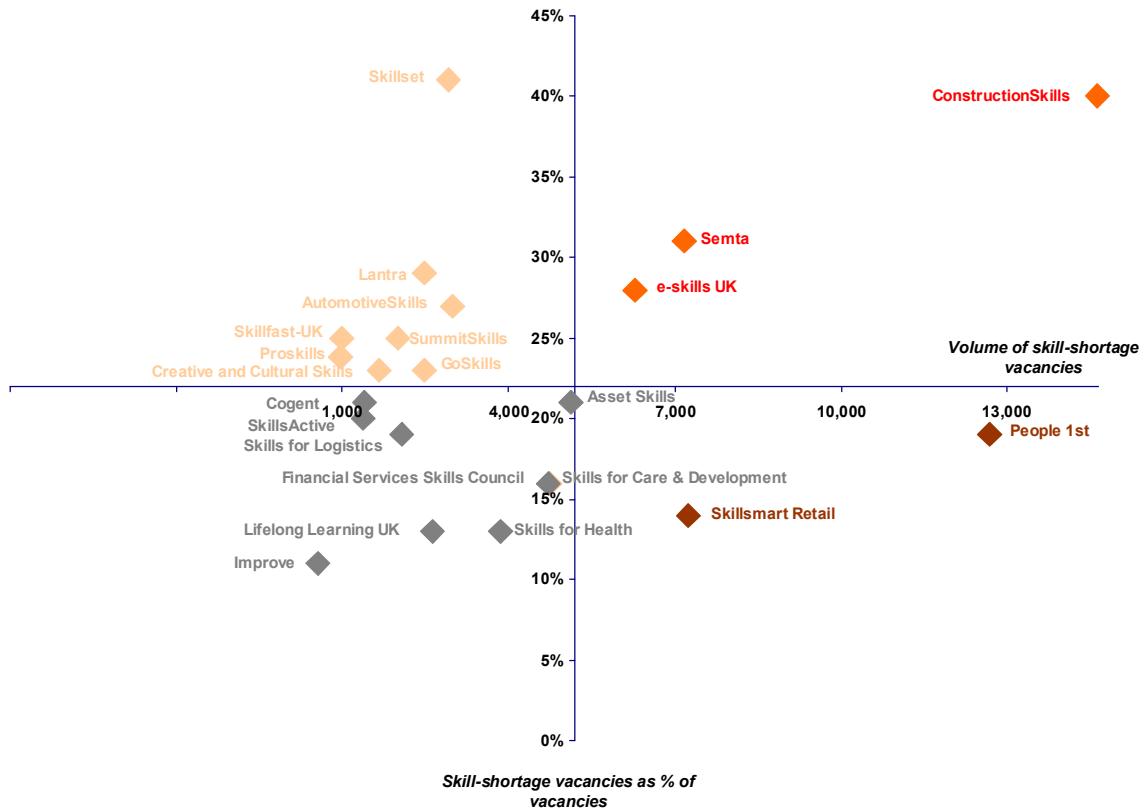 45%
Skillset
40%
ConstructionSkills
35%
30%
Semta
Lantra
e-skills UK
AutomotiveSkills
25%
Skillfast-UK
SummitSkills
Proskills
GoSkills
Creative and Cultural Skills
Volume of skill-shortage
vacancies
Cogent
1,000
4,000
Asset Skills
7,000
10,000
13,000
SkillsActive
20%
People 1st
Skills for Logistics
Financial Services Skills Council
Skills for Care & Development
15%
Skillsmart Retail
Lifelong Learning UK
Skills for Health
Improve
10%
5%
0%
Skill-shortage vacancies as % of
vacancies